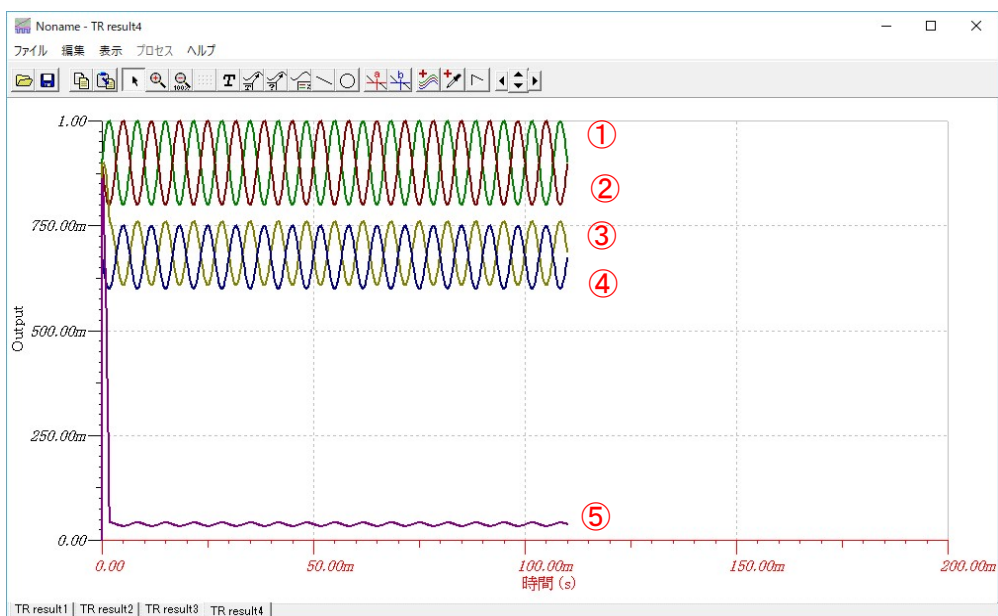 Noname - TR result4
ファイル 編集 表示 プロセス ヘルプ
100% T
a b
1.00
①
②
750.00m
③
④
Output
500.00m
250.00m
⑤
0.00
0.00 50.00m 100.00m 150.00m 200.00m
時間 (s)
TR result1 TR result2 TR result3 TR result4